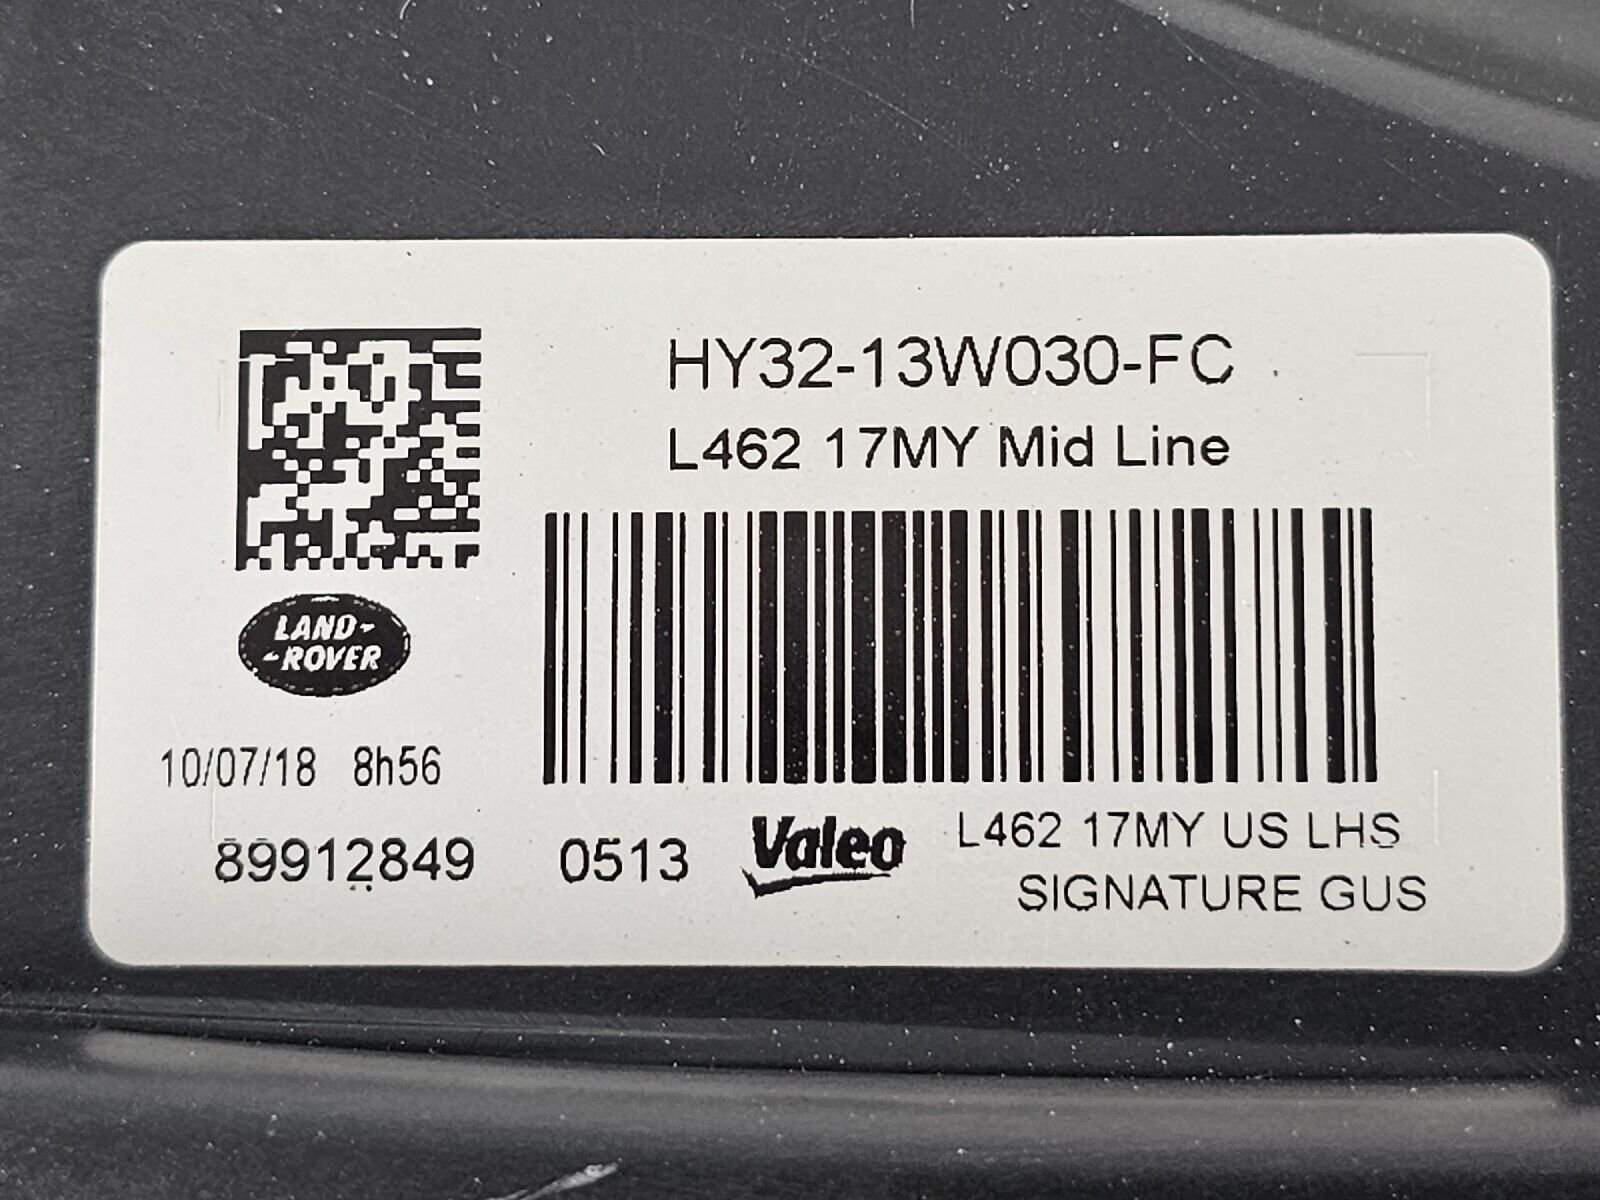 HY32-13W030-FC
L462 17MY Mid Line
LAND-
-ROVER
10/07/18 8h56
89912849 0513 Valeo
L462 17MY US LHS
SIGNATURE GUS